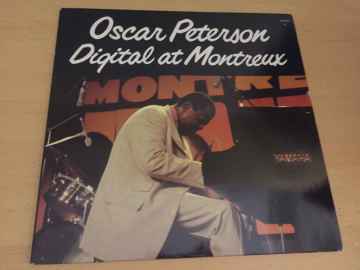 Oscar Peterson
Digital at Montreux
MONTRE
YAMAHA